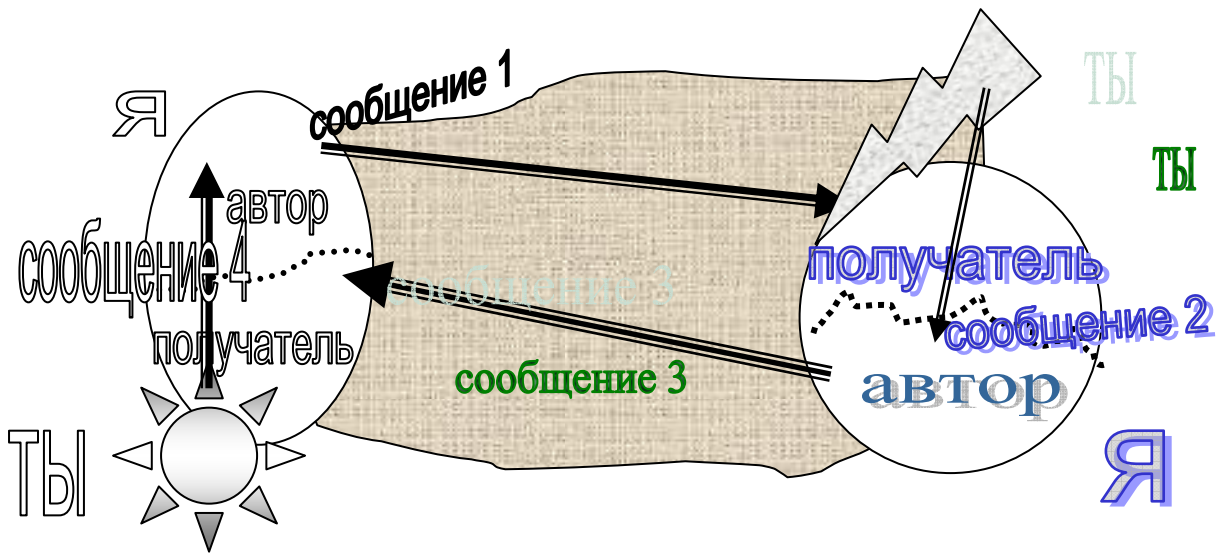 Я
сообщение 1
ТЫ
ТЫ
автор
сообщение 4
получатель
сообщение 3
сообщение 3
получатель
сообщение 2
автор
ТЫ
Я